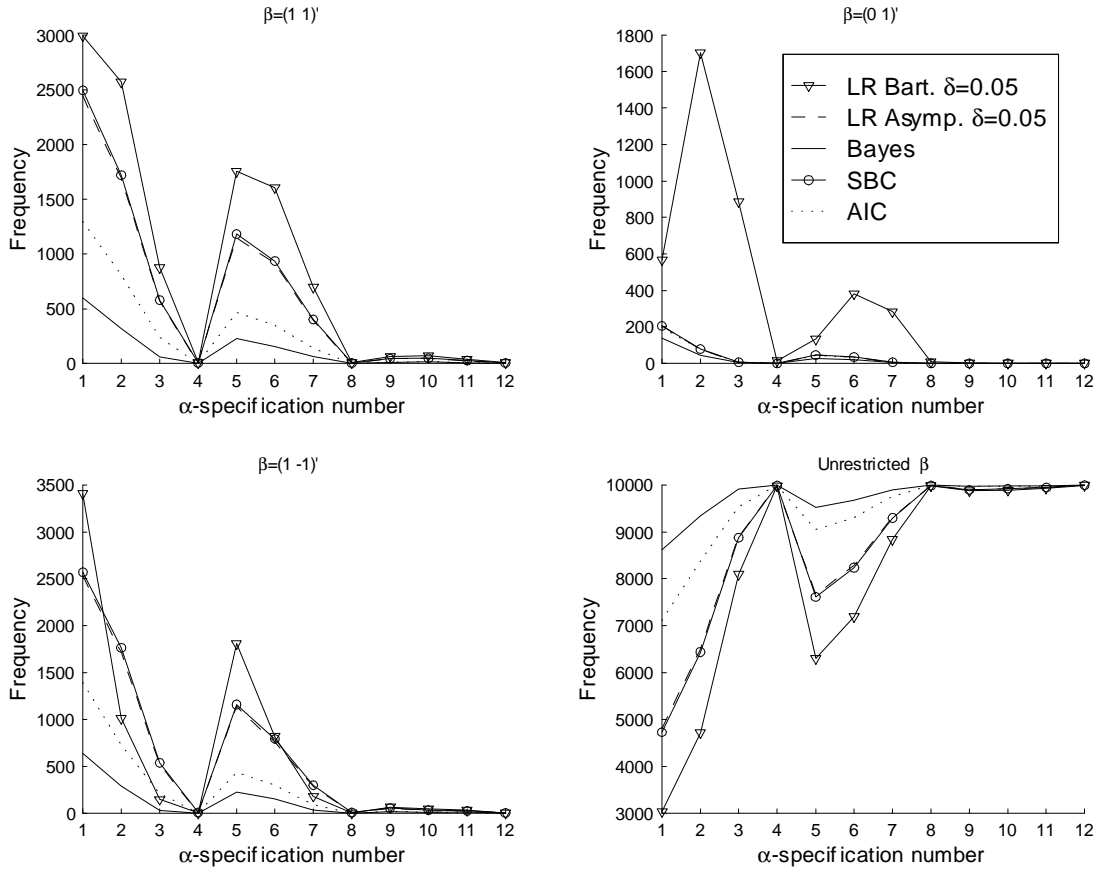 β=(1 1)'
3000
2500
2000
1500
1000
500
0
Frequency
1 2 3 4 5 6 7 8 9 10 11 12
α-specification number
β=(0 1)'
1800
1600
1400
1200
1000
800
600
400
200
0
Frequency
LR Bart. δ=0.05
LR Asymp. δ=0.05
Bayes
SBC
AIC
1 2 3 4 5 6 7 8 9 10 11 12
α-specification number
β=(1 -1)'
3500
3000
2500
2000
1500
1000
500
0
Frequency
1 2 3 4 5 6 7 8 9 10 11 12
α-specification number
Unrestricted β
10000
9000
8000
7000
6000
5000
4000
3000
Frequency
1 2 3 4 5 6 7 8 9 10 11 12
α-specification number